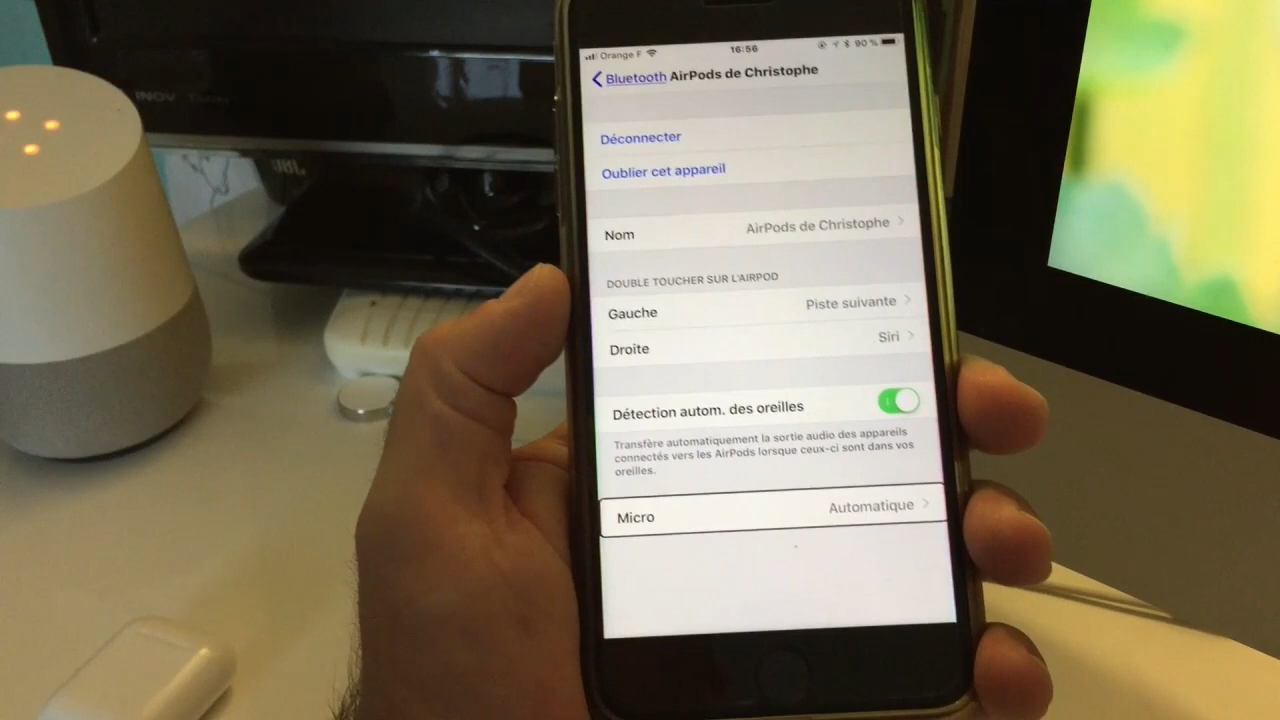 Orange F 16:56 90 %
Bluetooth AirPods de Christophe
Déconnecter
Oublier cet appareil
Nom AirPods de Christophe
DOUBLE TOUCHER SUR L'AIRPOD
Gauche Piste suivante
Droite Siri
Détection autom. des oreilles
Transfère automatiquement la sortie audio des appareils
connectés vers les AirPods lorsque ceux-ci sont dans vos
oreilles.
Micro Automatique
JBL